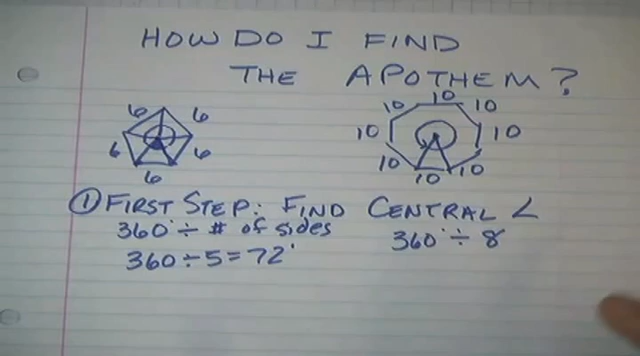 HOW DO I FIND
THE APOTHEM?
6 6
6 6
6
10 10 10
10 10
10 10 10
① FIRST STEP: FIND CENTRAL <
360° ÷ # of sides
360° ÷ 8
360 ÷ 5 = 72°